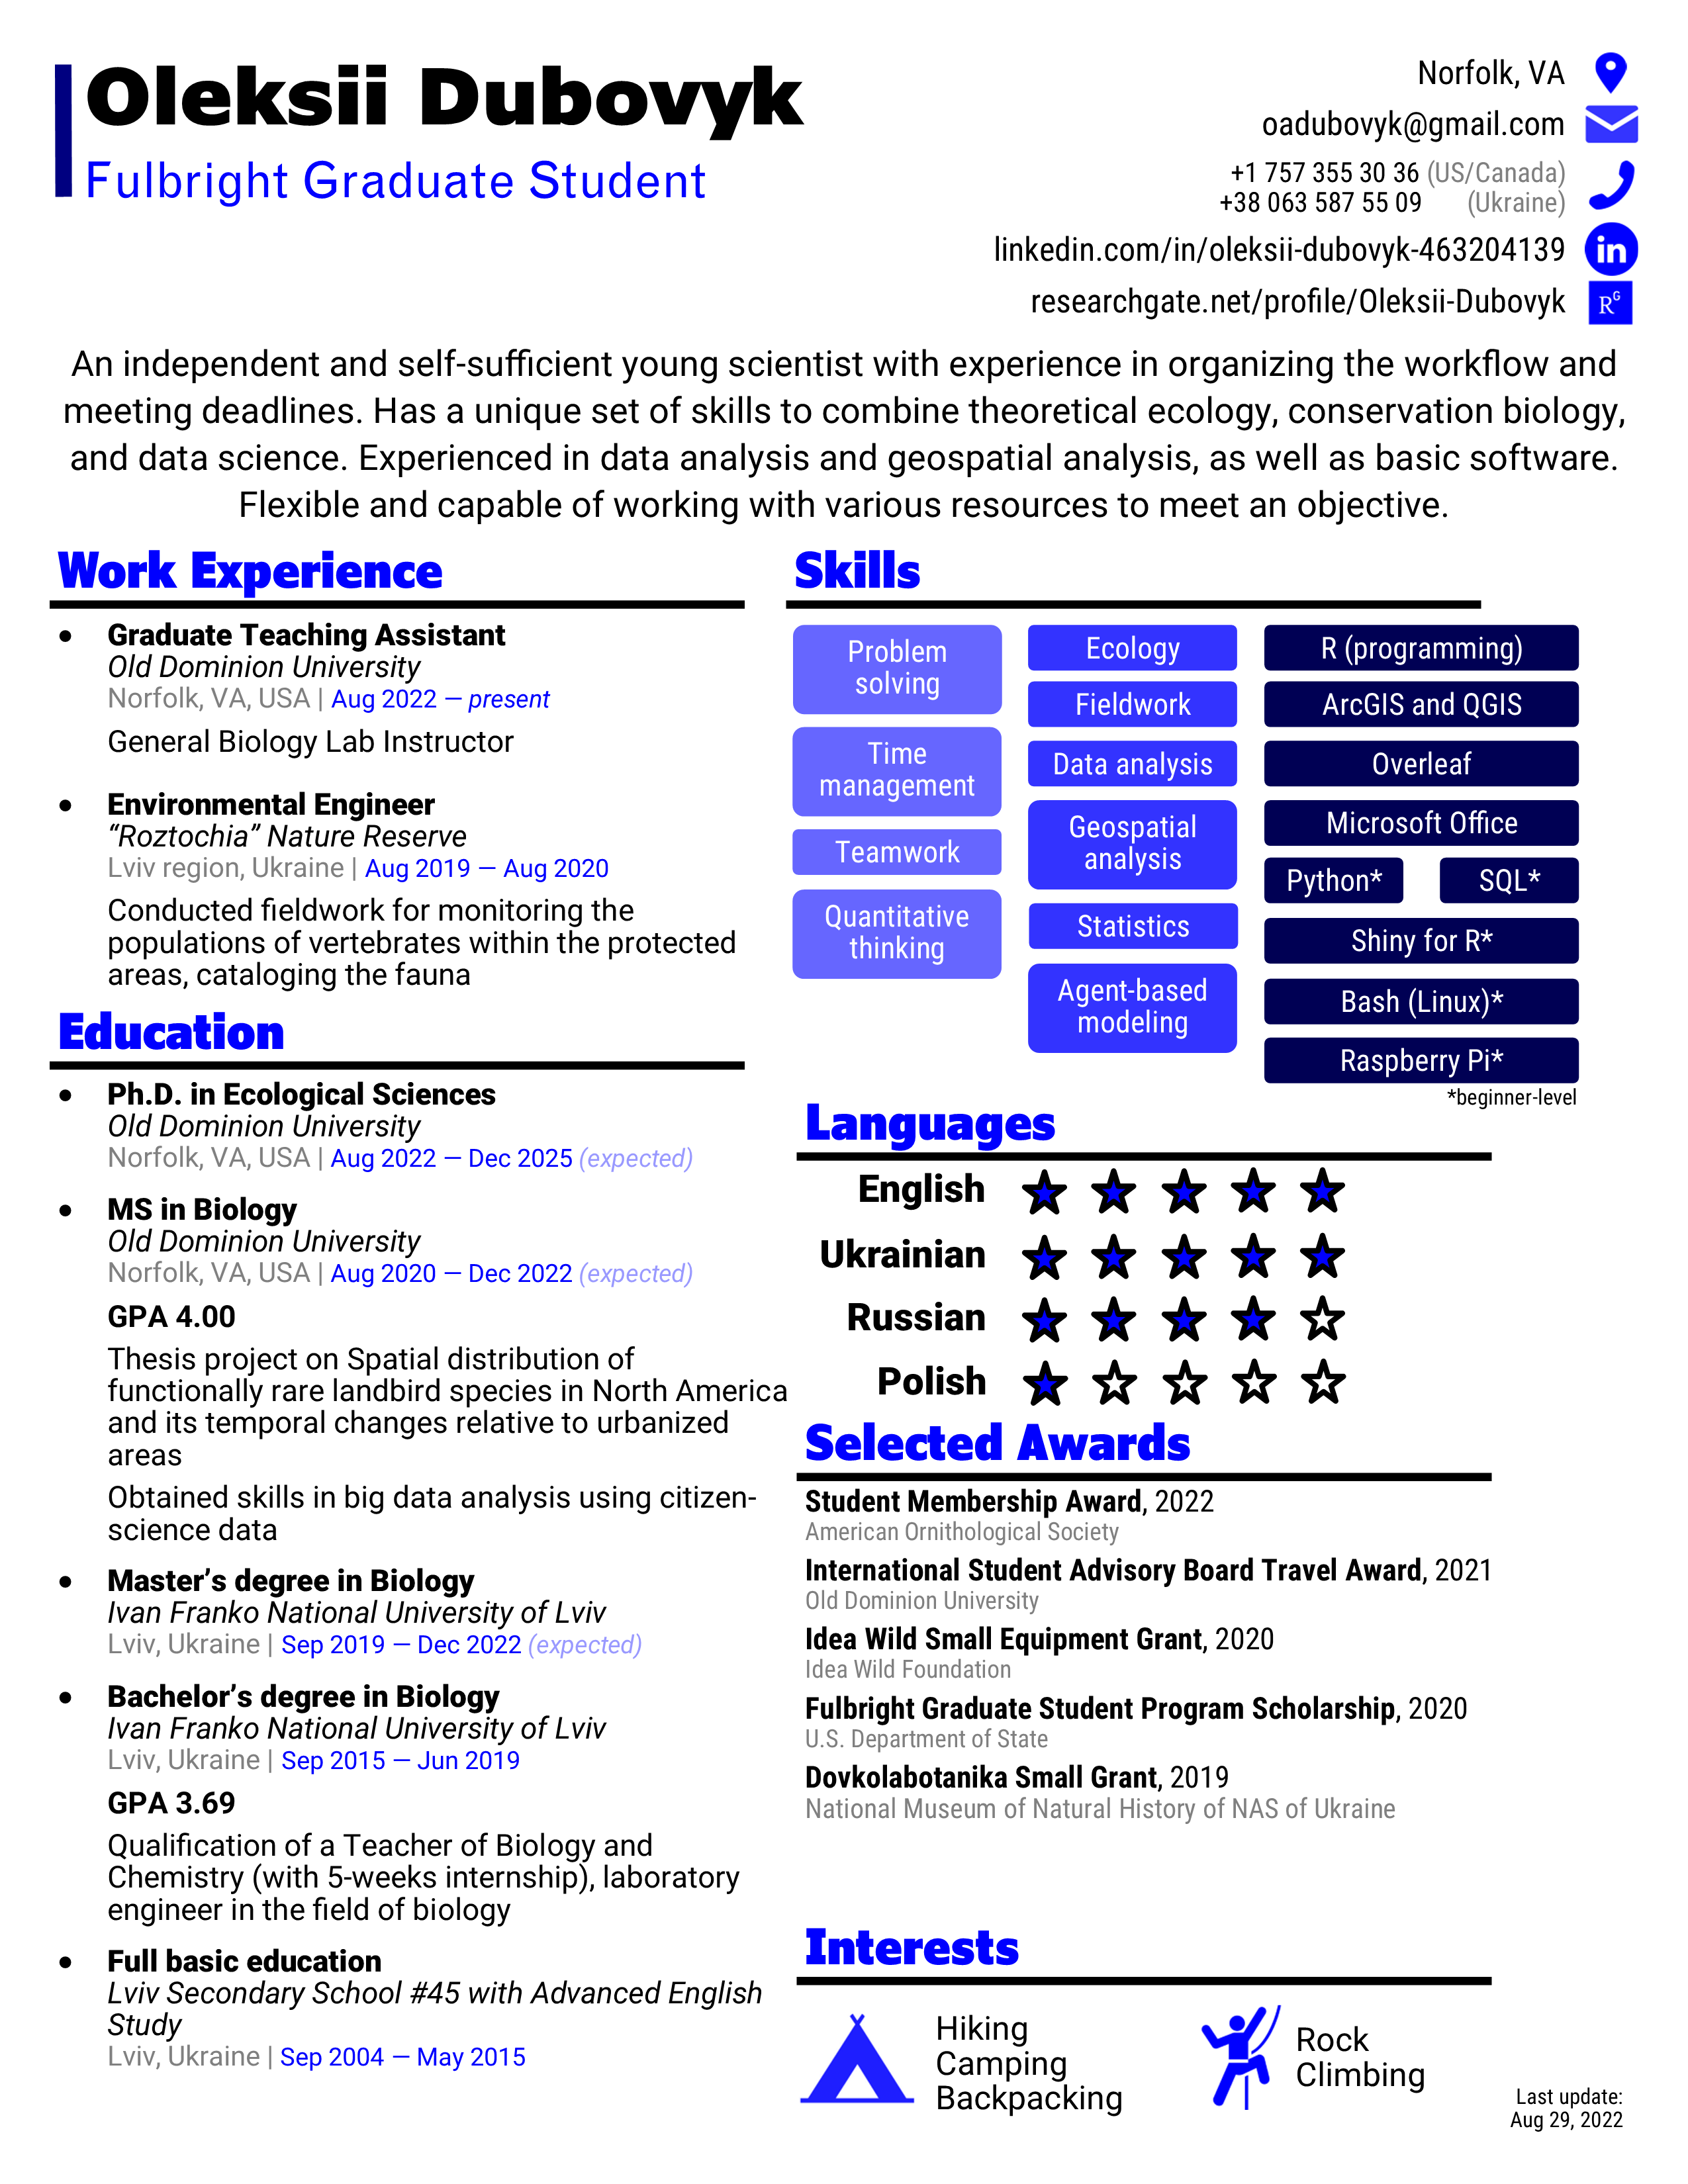 Oleksii Dubovyk
Fulbright Graduate Student
Norfolk, VA
oadubovyk@gmail.com
+1 757 355 30 36 (US/Canada)
+38 063 587 55 09 (Ukraine)
linkedin.com/in/oleksii-dubovyk-463204139
in
researchgate.net/profile/Oleksii-Dubovyk
RG
An independent and self-sufficient young scientist with experience in organizing the workflow and
meeting deadlines. Has a unique set of skills to combine theoretical ecology, conservation biology,
and data science. Experienced in data analysis and geospatial analysis, as well as basic software.
Flexible and capable of working with various resources to meet an objective.
Work Experience
• Graduate Teaching Assistant
Old Dominion University
Norfolk, VA, USA | Aug 2022 — present
General Biology Lab Instructor
• Environmental Engineer
“Roztochia” Nature Reserve
Lviv region, Ukraine | Aug 2019 — Aug 2020
Conducted fieldwork for monitoring the
populations of vertebrates within the protected
areas, cataloging the fauna
Education
• Ph.D. in Ecological Sciences
Old Dominion University
Norfolk, VA, USA | Aug 2022 — Dec 2025 (expected)
• MS in Biology
Old Dominion University
Norfolk, VA, USA | Aug 2020 — Dec 2022 (expected)
GPA 4.00
Thesis project on Spatial distribution of
functionally rare landbird species in North America
and its temporal changes relative to urbanized
areas
Obtained skills in big data analysis using citizen-
science data
• Master’s degree in Biology
Ivan Franko National University of Lviv
Lviv, Ukraine | Sep 2019 — Dec 2022 (expected)
• Bachelor’s degree in Biology
Ivan Franko National University of Lviv
Lviv, Ukraine | Sep 2015 — Jun 2019
GPA 3.69
Qualification of a Teacher of Biology and
Chemistry (with 5-weeks internship), laboratory
engineer in the field of biology
• Full basic education
Lviv Secondary School #45 with Advanced English
Study
Lviv, Ukraine | Sep 2004 — May 2015
Skills
Problem
solving
Time
management
Teamwork
Quantitative
thinking
Ecology
Fieldwork
Data analysis
Geospatial
analysis
Statistics
Agent-based
modeling
R (programming)
ArcGIS and QGIS
Overleaf
Microsoft Office
Python* SQL*
Shiny for R*
Bash (Linux)*
Raspberry Pi*
*beginner-level
Languages
English
Ukrainian
Russian
Polish
Selected Awards
Student Membership Award, 2022
American Ornithological Society
International Student Advisory Board Travel Award, 2021
Old Dominion University
Idea Wild Small Equipment Grant, 2020
Idea Wild Foundation
Fulbright Graduate Student Program Scholarship, 2020
U.S. Department of State
Dovkolabotanika Small Grant, 2019
National Museum of Natural History of NAS of Ukraine
Interests
Hiking
Camping
Backpacking
Rock
Climbing
Last update:
Aug 29, 2022